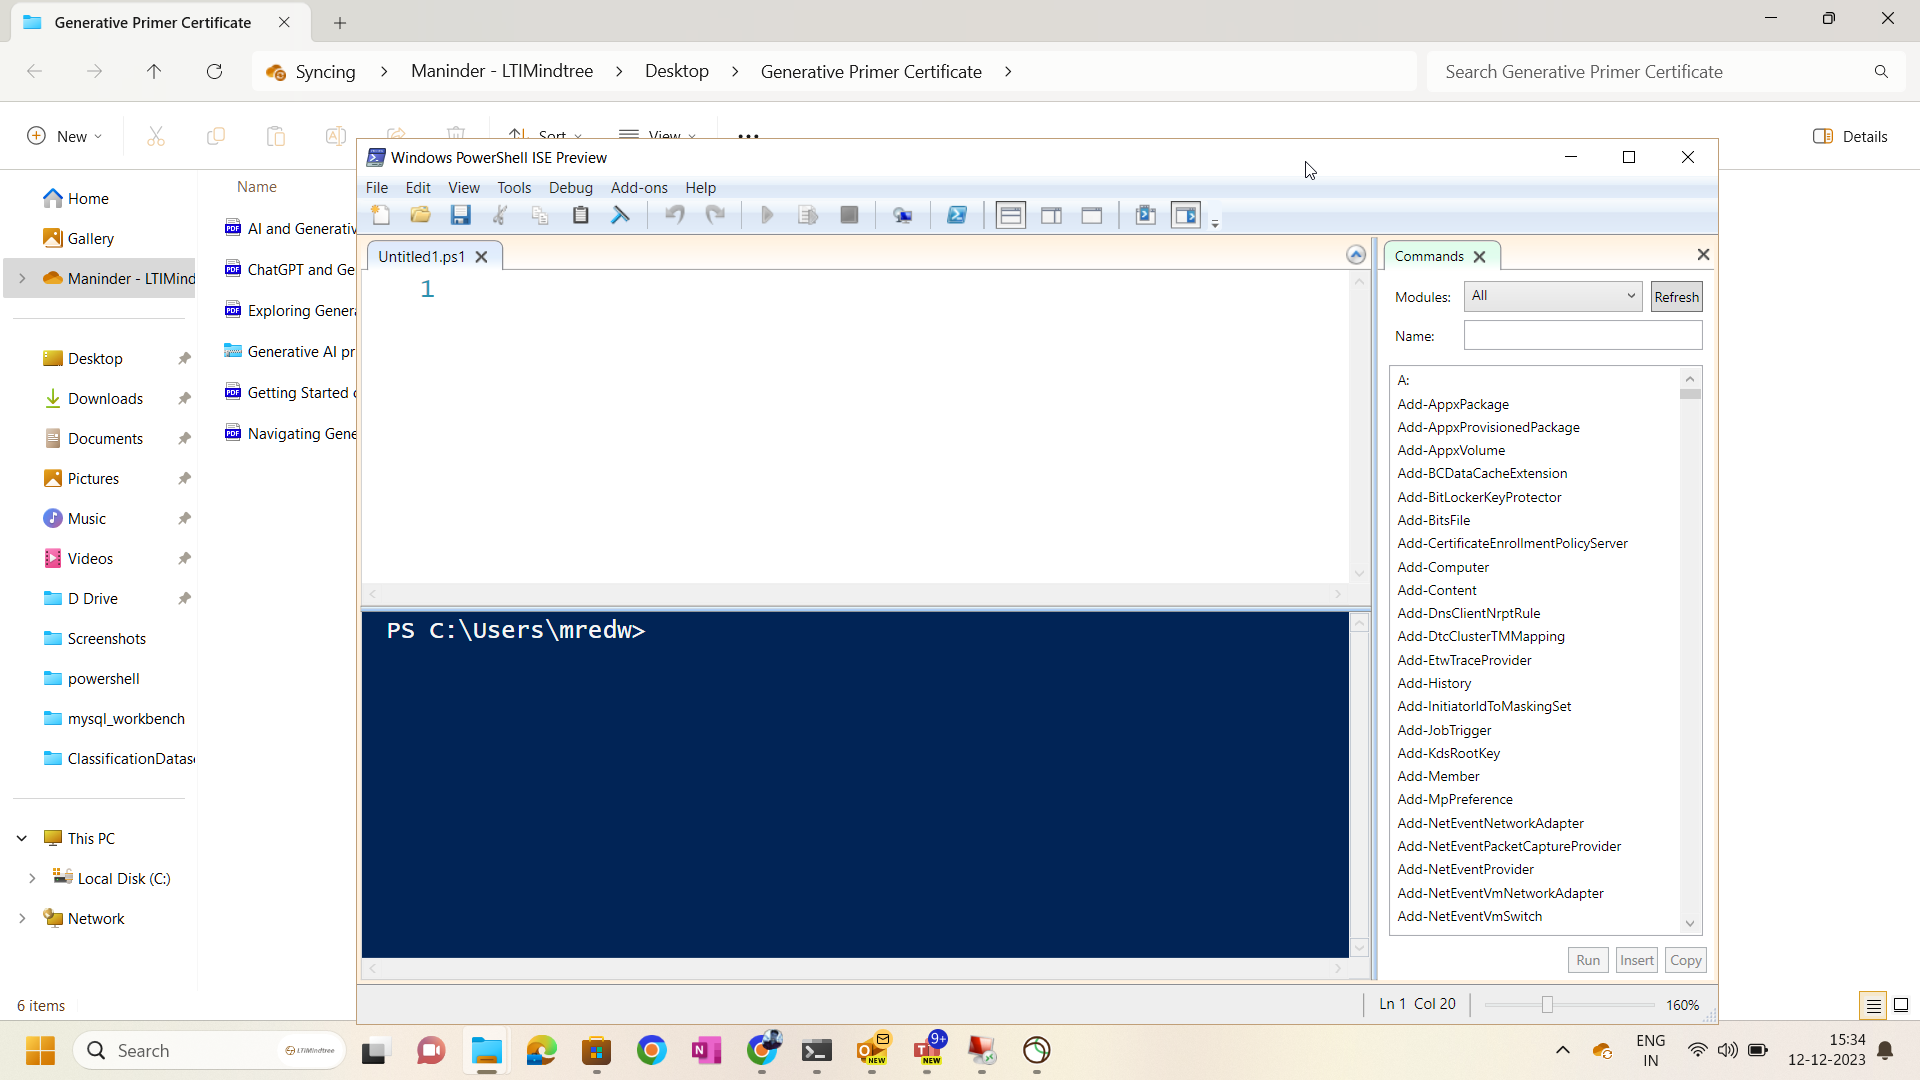 Generative Primer Certificate
Syncing > Maninder - LTIMindtree > Desktop > Generative Primer Certificate >
Search Generative Primer Certificate
New
Sort
View
Details
Home
Gallery
Maninder - LTIMind
Desktop
Downloads
Documents
Pictures
Music
Videos
D Drive
Screenshots
powershell
mysql_workbench
ClassificationDatas
This PC
Local Disk (C:)
Network
6 items
Name
AI and Generativ
ChatGPT and Ge
Exploring Genera
Generative AI pr
Getting Started
Navigating Gene
Windows PowerShell ISE Preview
File Edit View Tools Debug Add-ons Help
Untitled1.ps1
1
PS C:\Users\mredw>
Commands
Modules: All Refresh
Name:
A:
Add-AppxPackage
Add-AppxProvisionedPackage
Add-AppxVolume
Add-BCDataCacheExtension
Add-BitLockerKeyProtector
Add-BitsFile
Add-CertificateEnrollmentPolicyServer
Add-Computer
Add-Content
Add-DnsClientNrptRule
Add-DtcClusterTMMapping
Add-EtwTraceProvider
Add-History
Add-InitiatorIdToMaskingSet
Add-JobTrigger
Add-KdsRootKey
Add-Member
Add-MpPreference
Add-NetEventNetworkAdapter
Add-NetEventPacketCaptureProvider
Add-NetEventProvider
Add-NetEventVmNetworkAdapter
Add-NetEventVmSwitch
Run Insert Copy
Ln 1 Col 20
160%
Search
LTIMindtree
NEW
9+
NEW
ENG
IN
15:34
12-12-2023